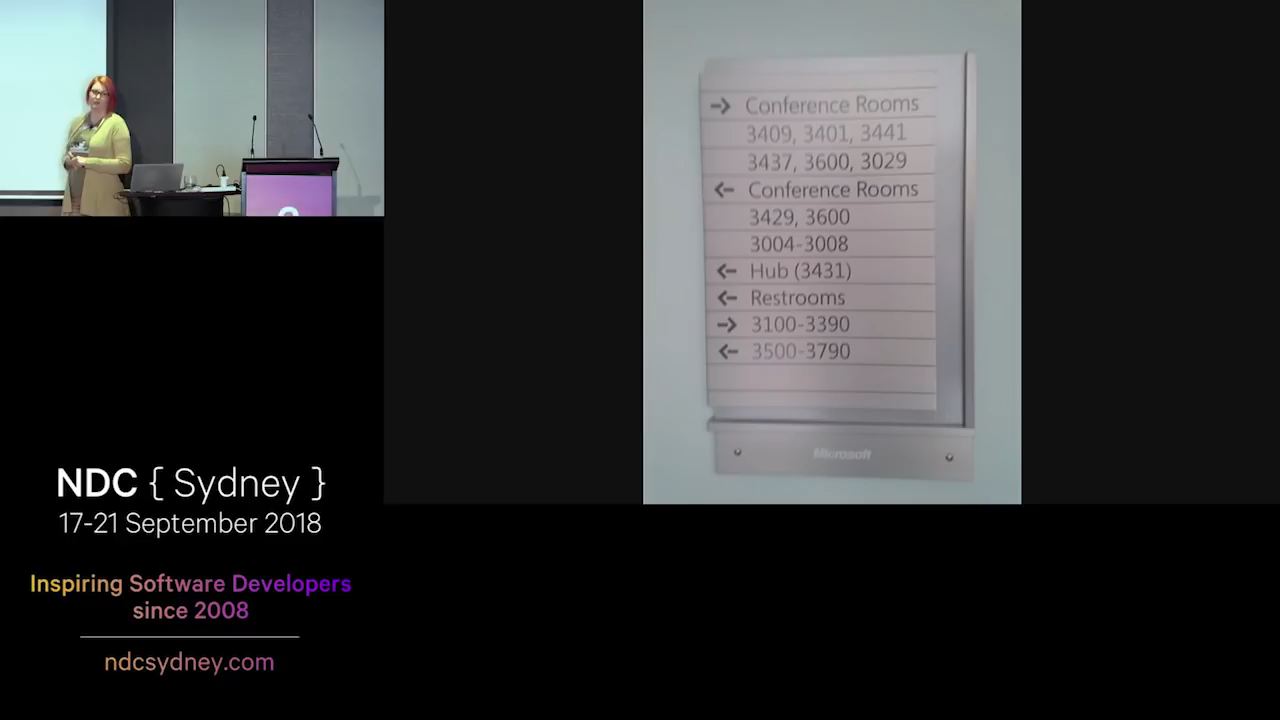 → Conference Rooms
3409, 3401, 3441
3437, 3600, 3029
← Conference Rooms
3429, 3600
3004-3008
← Hub (3431)
← Restrooms
→ 3100-3390
← 3500-3790
Microsoft
NDC { Sydney }
17-21 September 2018
Inspiring Software Developers
since 2008
ndcsydney.com